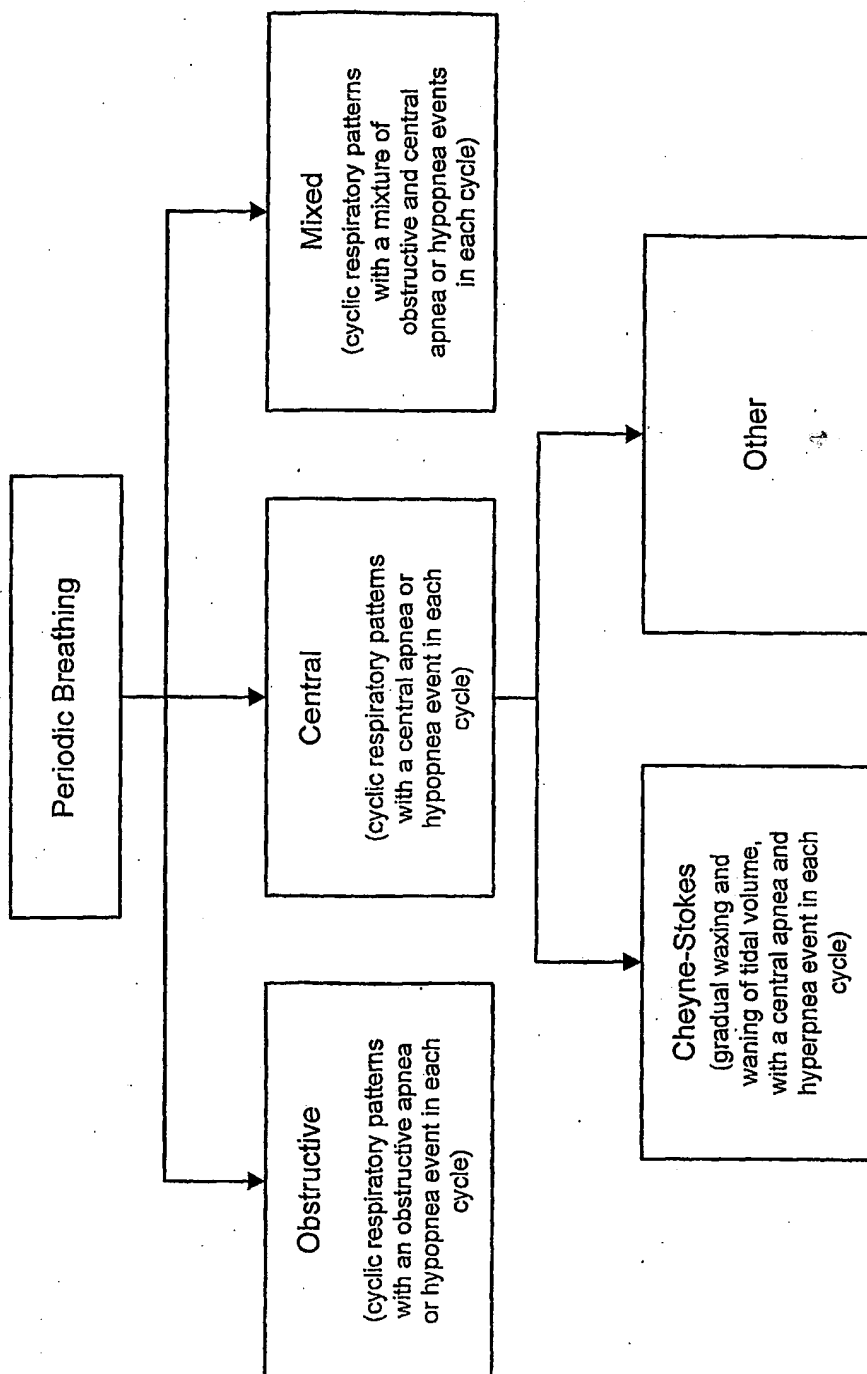 Periodic Breathing
Obstructive
(cyclic respiratory patterns
with an obstructive apnea
or hypopnea event in each
cycle)
Central
(cyclic respiratory patterns
with a central apnea or
hypopnea event in each
cycle)
Mixed
(cyclic respiratory patterns
with a mixture of
obstructive and central
apnea or hypopnea events
in each cycle)
Cheyne-Stokes
(gradual waxing and
waning of tidal volume,
with a central apnea and
hyperpnea event in each
cycle)
Other